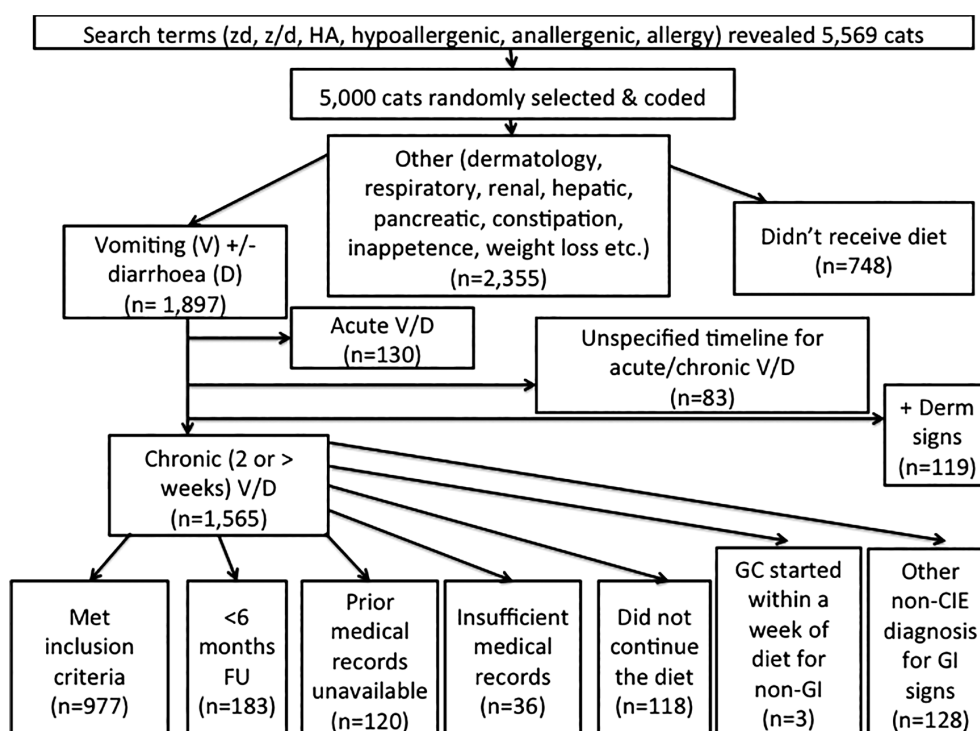 Search terms (zd, z/d, HA, hypoallergenic, anallergenic, allergy) revealed 5,569 cats
5,000 cats randomly selected & coded
Other (dermatology,
respiratory, renal, hepatic,
pancreatic, constipation,
inappetence, weight loss etc.)
(n=2,355)
Vomiting (V) +/-
diarrhoea (D)
(n= 1,897)
Didn't receive diet
(n=748)
Acute V/D
(n=130)
Unspecified timeline for
acute/chronic V/D
(n=83)
+ Derm
signs
(n=119)
Chronic (2 or >
weeks) V/D
(n=1,565)
Met
inclusion
criteria
(n=977)
<6
months
FU
(n=183)
Prior
medical
records
unavailable
(n=120)
Insufficient
medical
records
(n=36)
Did not
continue
the diet
(n=118)
GC started
within a
week of
diet for
non-GI
(n=3)
Other
non-CIE
diagnosis
for GI
signs
(n=128)